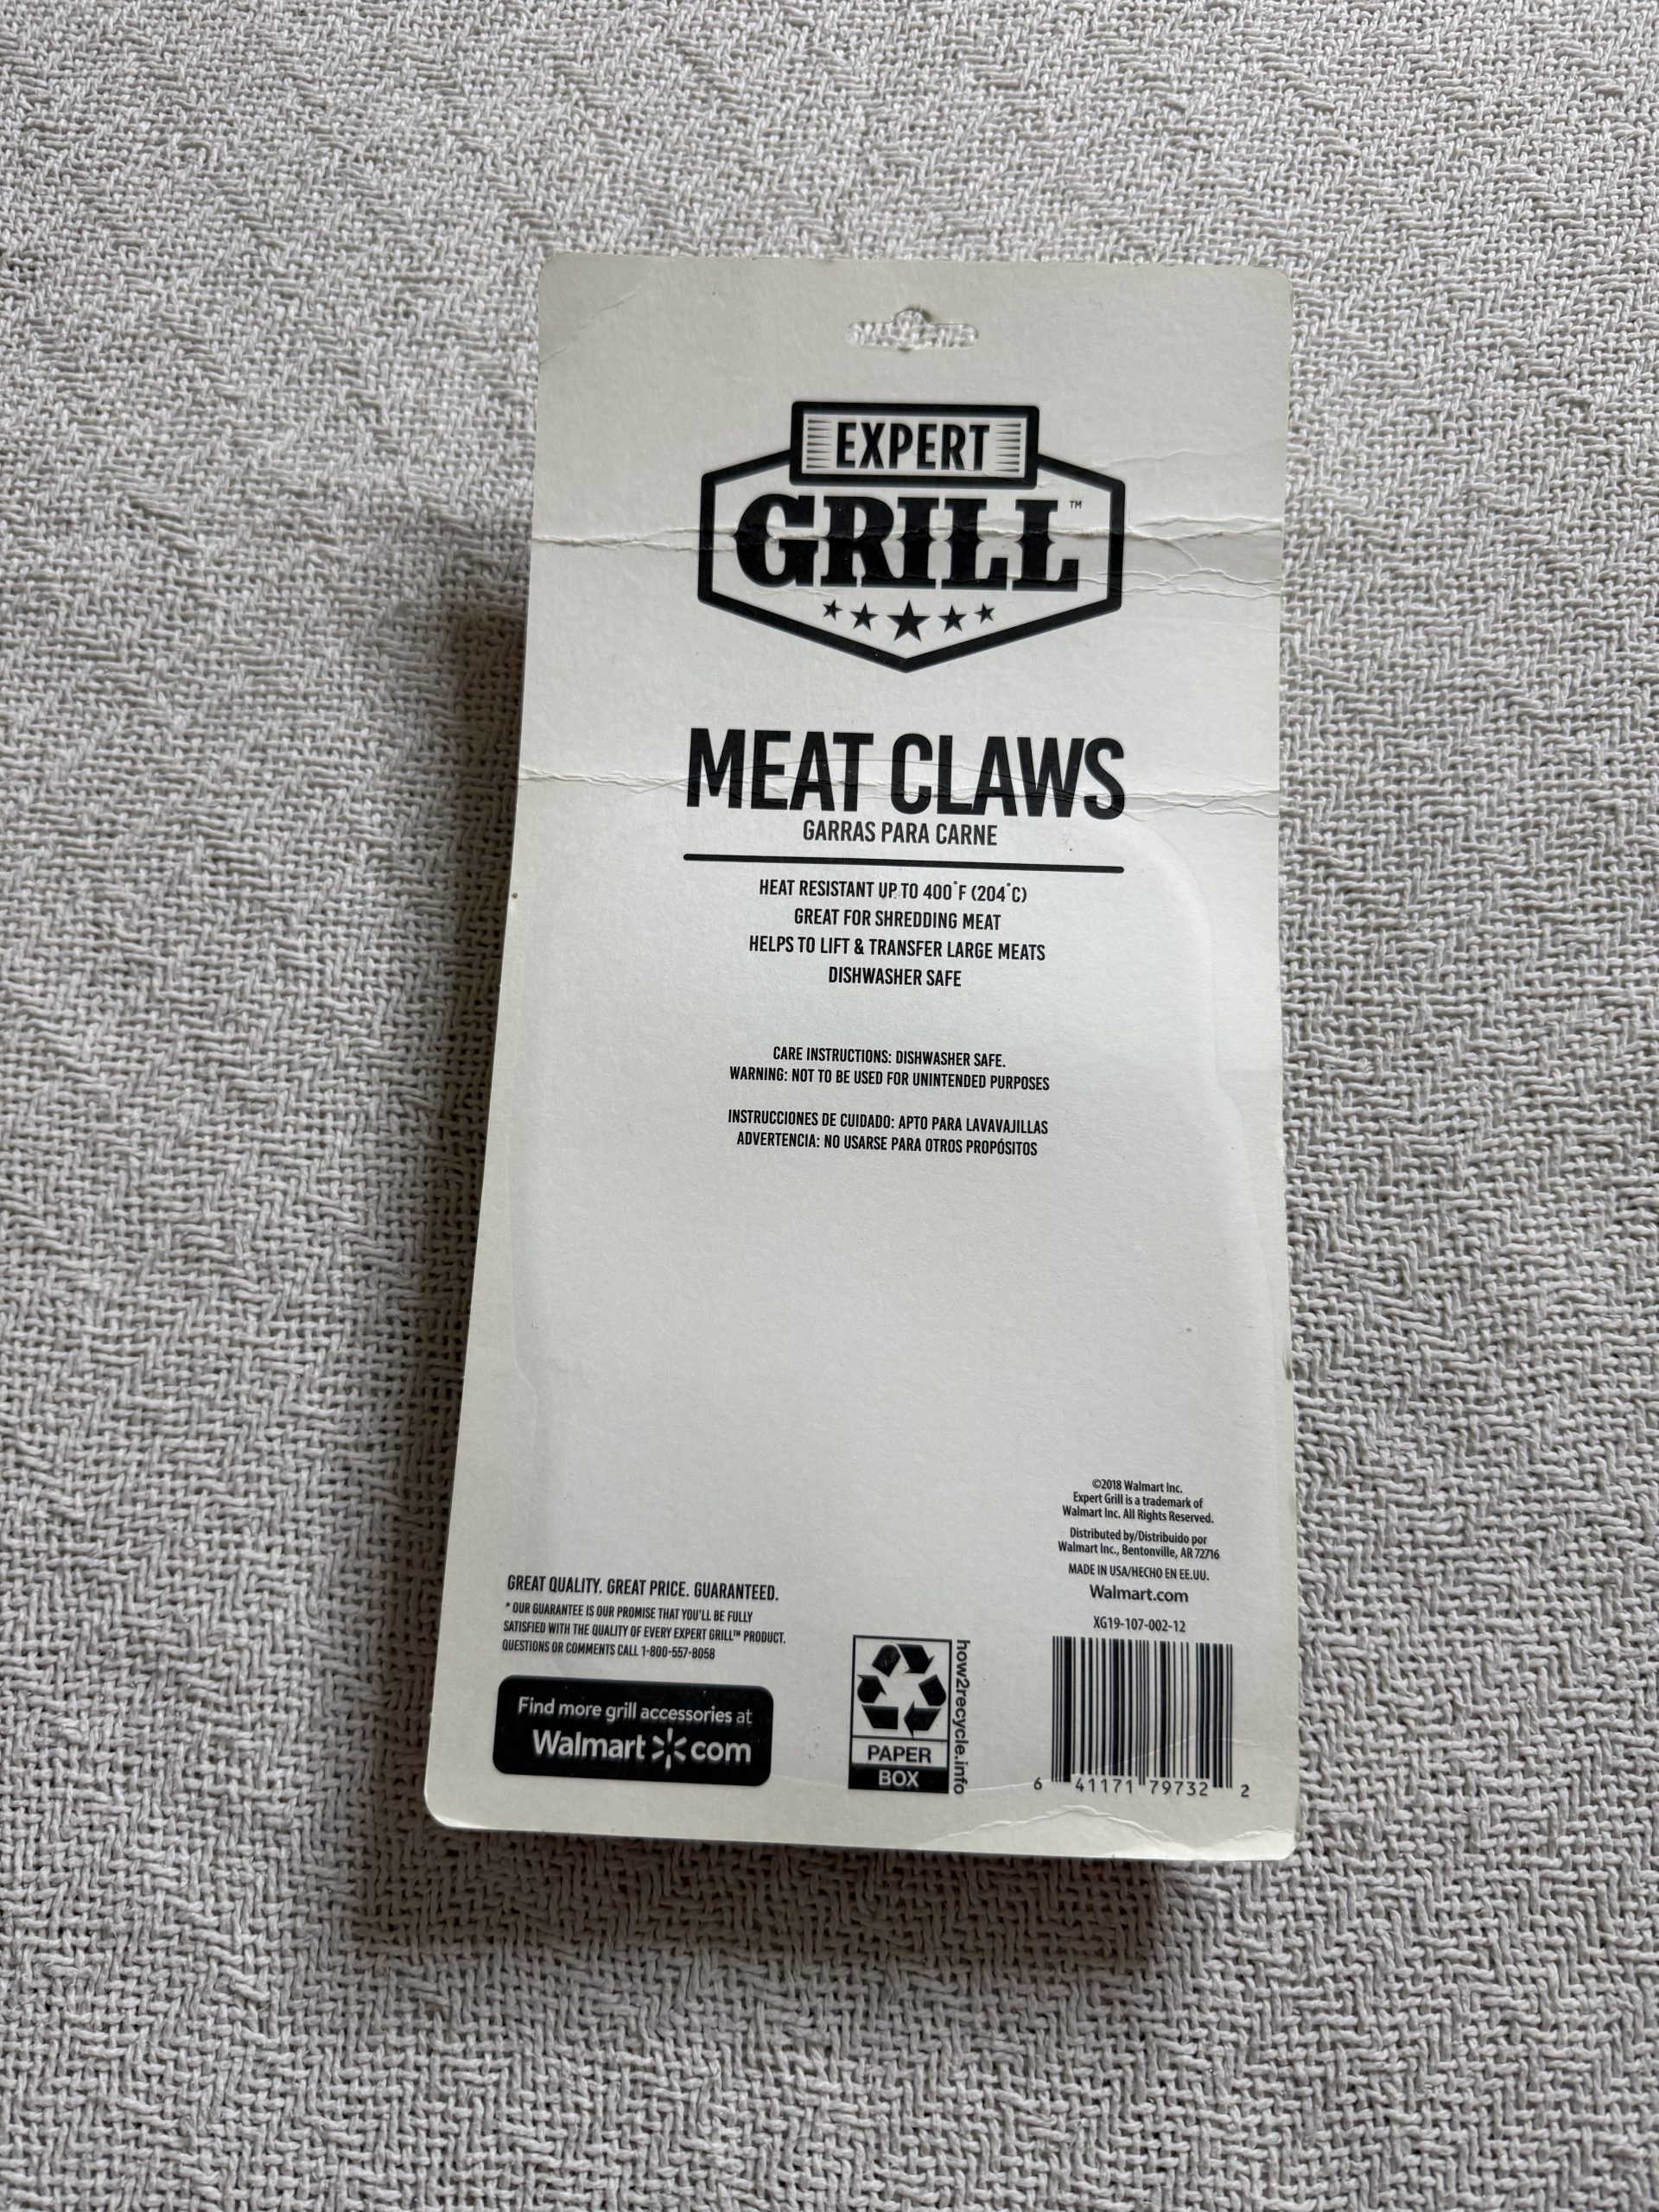 EXPERT
GRILL™
MEAT CLAWS
GARRAS PARA CARNE
HEAT RESISTANT UP TO 400°F (204°C)
GREAT FOR SHREDDING MEAT
HELPS TO LIFT & TRANSFER LARGE MEATS
DISHWASHER SAFE
CARE INSTRUCTIONS: DISHWASHER SAFE.
WARNING: NOT TO BE USED FOR UNINTENDED PURPOSES
INSTRUCCIONES DE CUIDADO: APTO PARA LAVAVAJILLAS
ADVERTENCIA: NO USARSE PARA OTROS PROPÓSITOS
GREAT QUALITY. GREAT PRICE. GUARANTEED.
* OUR GUARANTEE IS OUR PROMISE THAT YOU'LL BE FULLY
SATISFIED WITH THE QUALITY OF EVERY EXPERT GRILL™ PRODUCT.
QUESTIONS OR COMMENTS CALL 1-800-557-8058
Find more grill accessories at
Walmart com
PAPER
BOX
how2recycle.info
©2018 Walmart Inc.
Expert Grill is a trademark of
Walmart Inc. All Rights Reserved.
Distributed by/Distribuido por
Walmart Inc., Bentonville, AR 72716
MADE IN USA/HECHO EN EE.UU.
Walmart.com
XG19-107-002-12
6 41171 79732 2